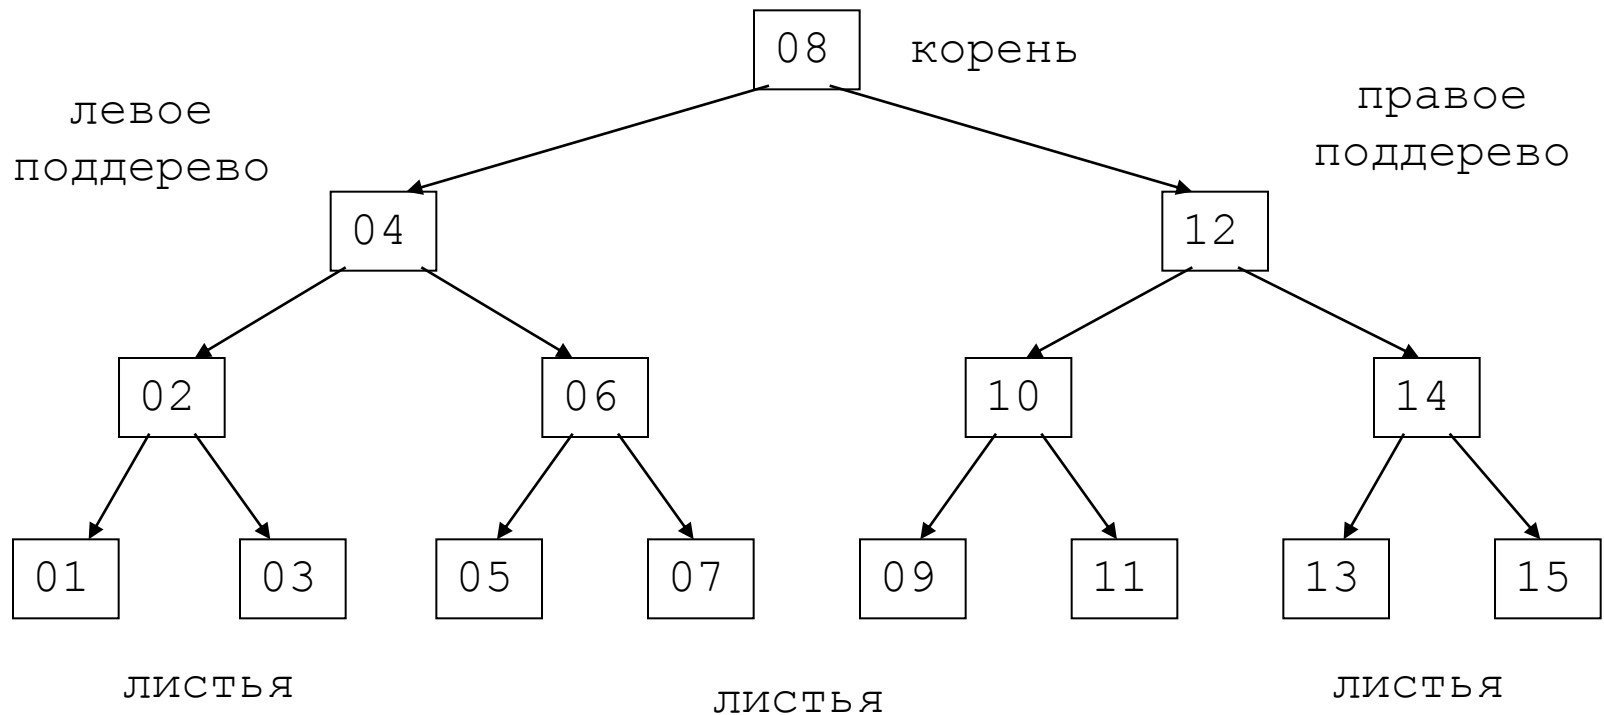 08 корень
левое
поддерево
правое
поддерево
04 12
02 06 10 14
01 03 05 07 09 11 13 15
листья листья листья